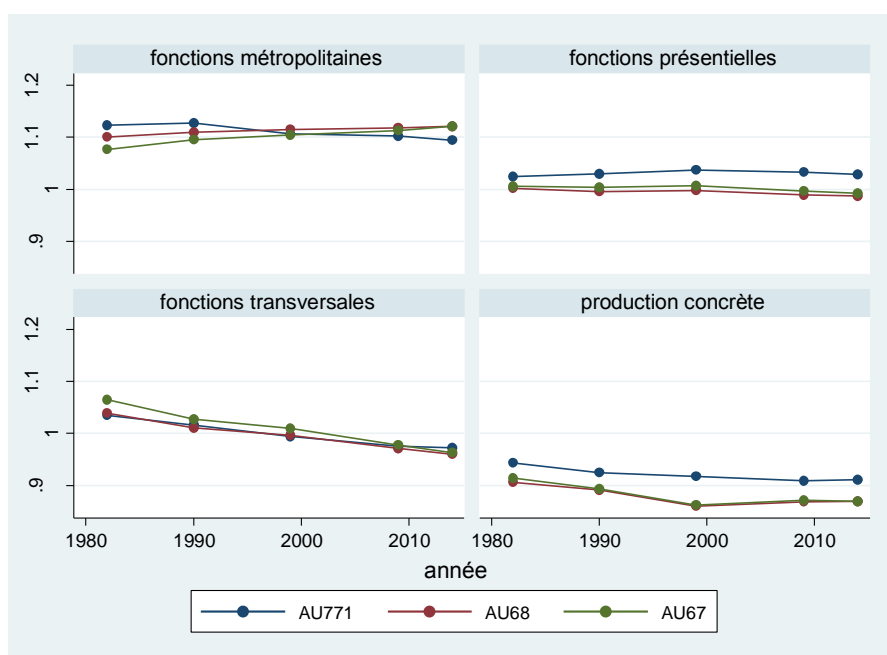 fonctions métropolitaines
fonctions présentielles
1.2
1.1
1
.9
fonctions transversales
production concrète
1.2
1.1
1
.9
1980 1990 2000 2010 1980 1990 2000 2010
année
AU771 AU68 AU67